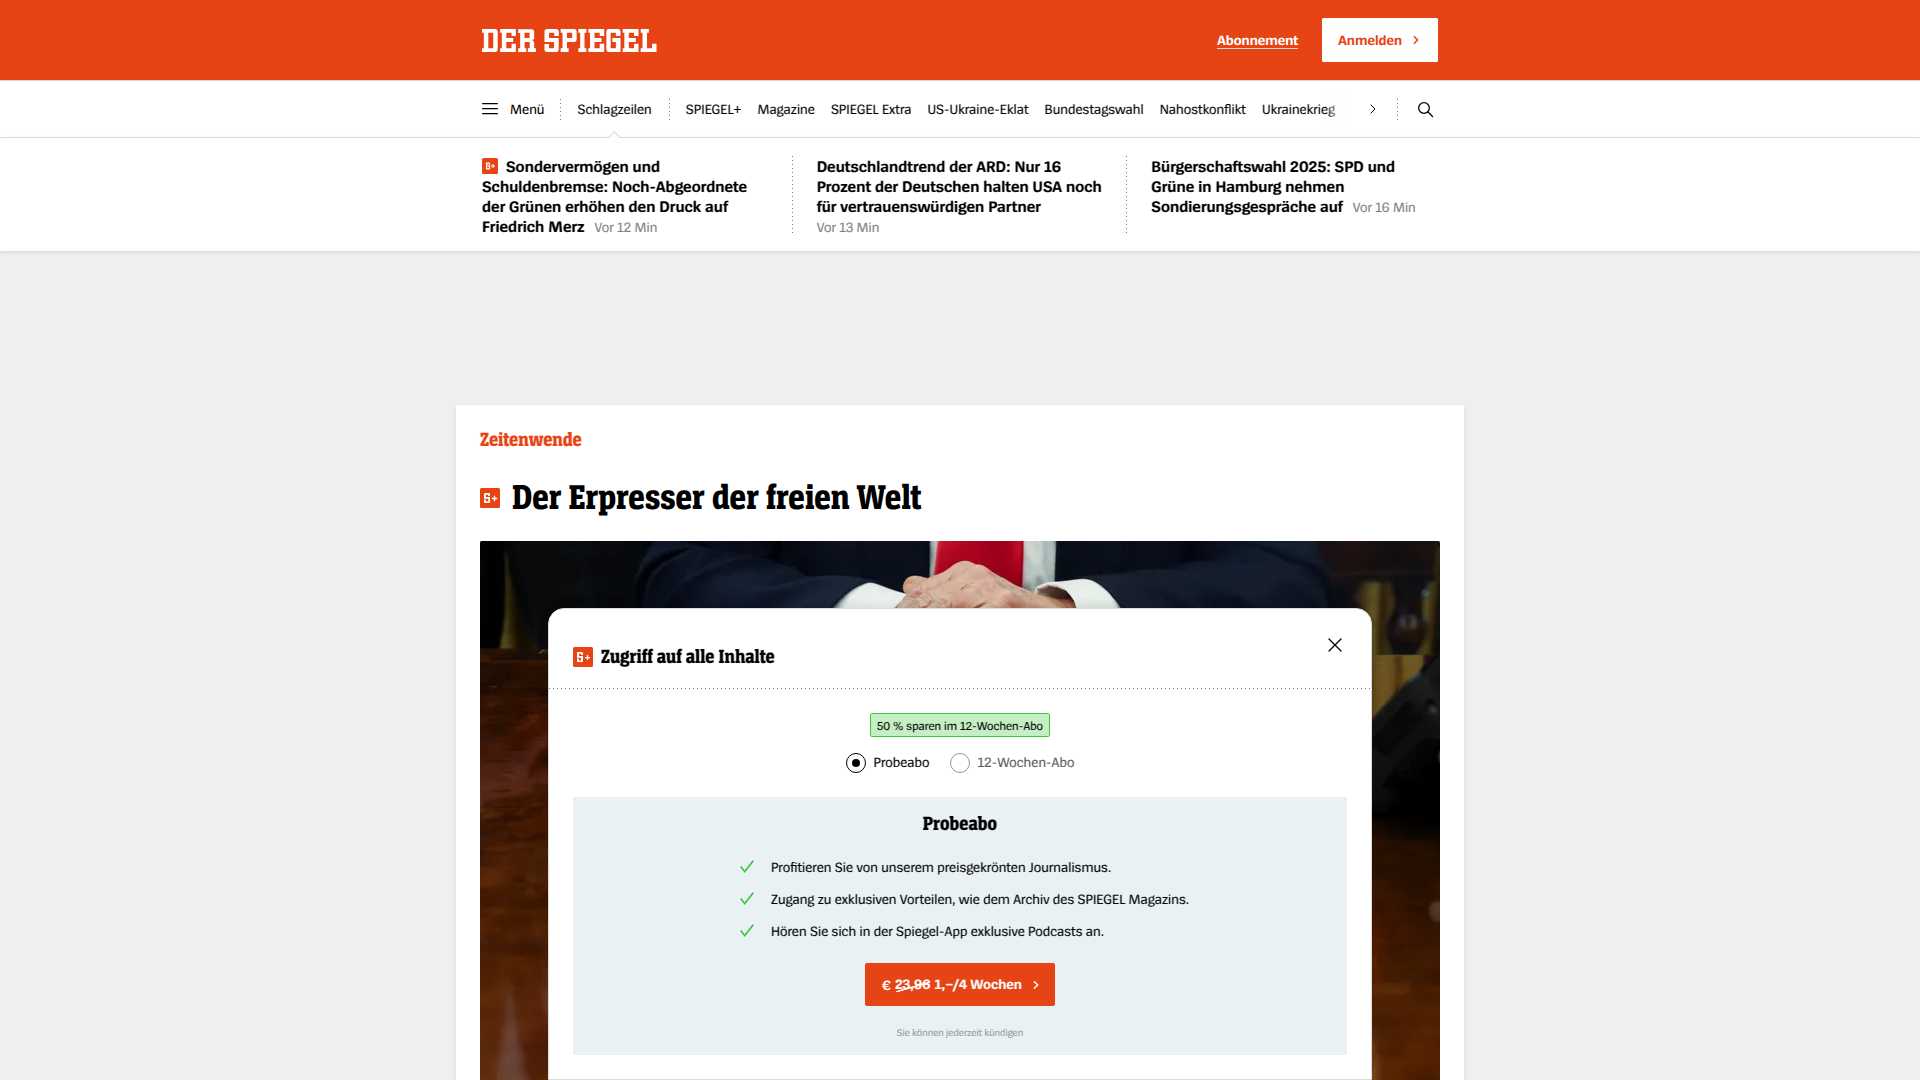 DER SPIEGEL
Abonnement
Anmelden
Menü
Schlagzeilen
SPIEGEL+
Magazine
SPIEGEL Extra
US-Ukraine-Eklat
Bundestagswahl
Nahostkonflikt
Ukrainekrieg
Sondervermögen und
Schuldenbremse: Noch-Abgeordnete
der Grünen erhöhen den Druck auf
Friedrich Merz Vor 12 Min
Deutschlandtrend der ARD: Nur 16
Prozent der Deutschen halten USA noch
für vertrauenswürdigen Partner
Vor 13 Min
Bürgerschaftswahl 2025: SPD und
Grüne in Hamburg nehmen
Sondierungsgespräche auf Vor 16 Min
Zeitenwende
S+ Der Erpresser der freien Welt
S+ Zugriff auf alle Inhalte
50 % sparen im 12-Wochen-Abo
Probeabo
12-Wochen-Abo
Probeabo
Profitieren Sie von unserem preisgekrönten Journalismus.
Zugang zu exklusiven Vorteilen, wie dem Archiv des SPIEGEL Magazins.
Hören Sie sich in der Spiegel-App exklusive Podcasts an.
€ 23,96 1,–/4 Wochen
Sie können jederzeit kündigen